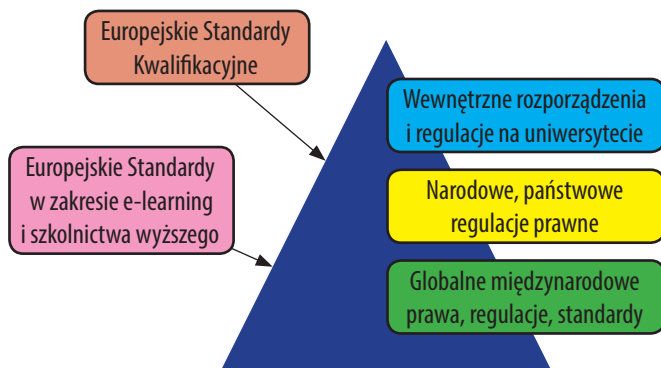 Europejskie Standardy
Kwalifikacyjne
Europejskie Standardy
w zakresie e-learning
i szkolnictwa wyższego
Wewnętrzne rozporządzenia
i regulacje na uniwersytecie
Narodowe, państwowe
regulacje prawne
Globalne międzynarodowe
prawa, regulacje, standardy